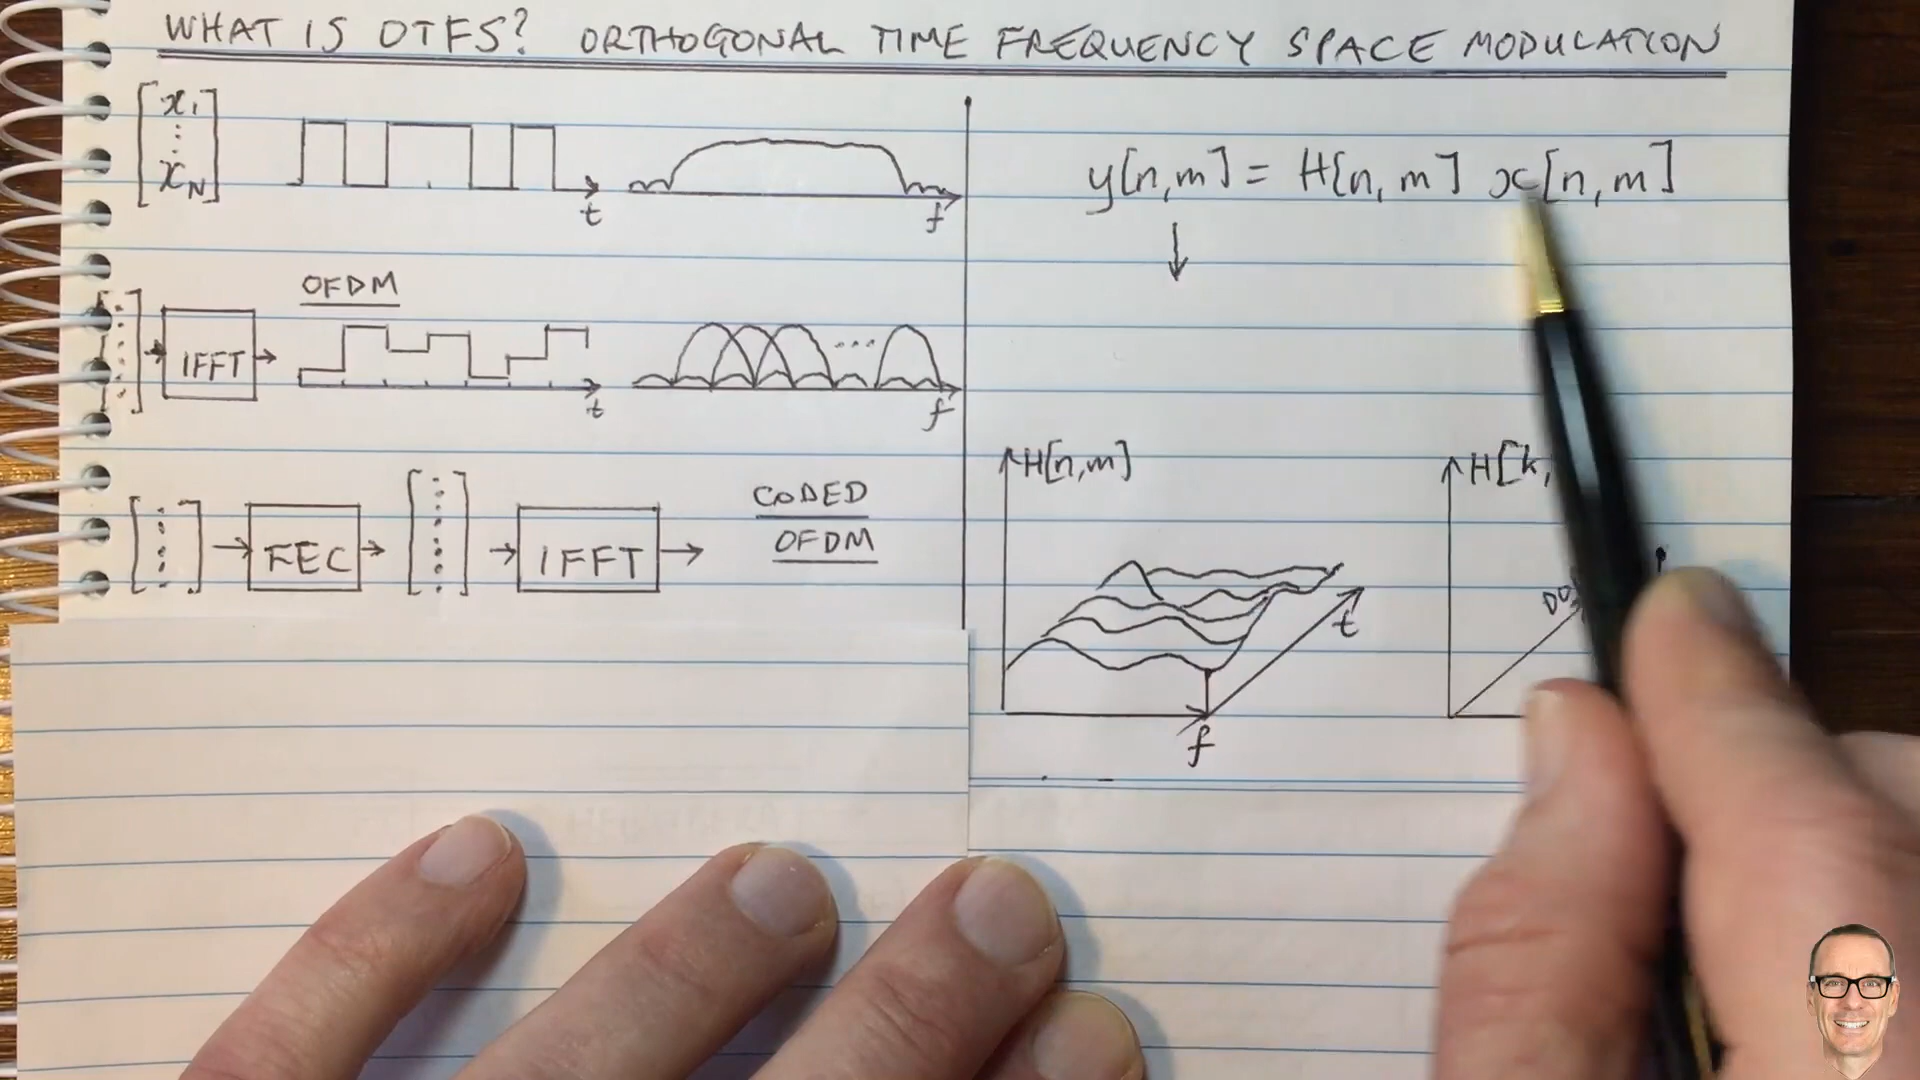 WHAT IS OTFS? ORTHOGONAL TIME FREQUENCY SPACE MODULATION
x1
xN
t
f
y[n,m] = H[n,m] x[n,m]
OFDM
IFFT
t
f
H[n,m]
H[k,
FEC
IFFT
CODED
OFDM
t
f